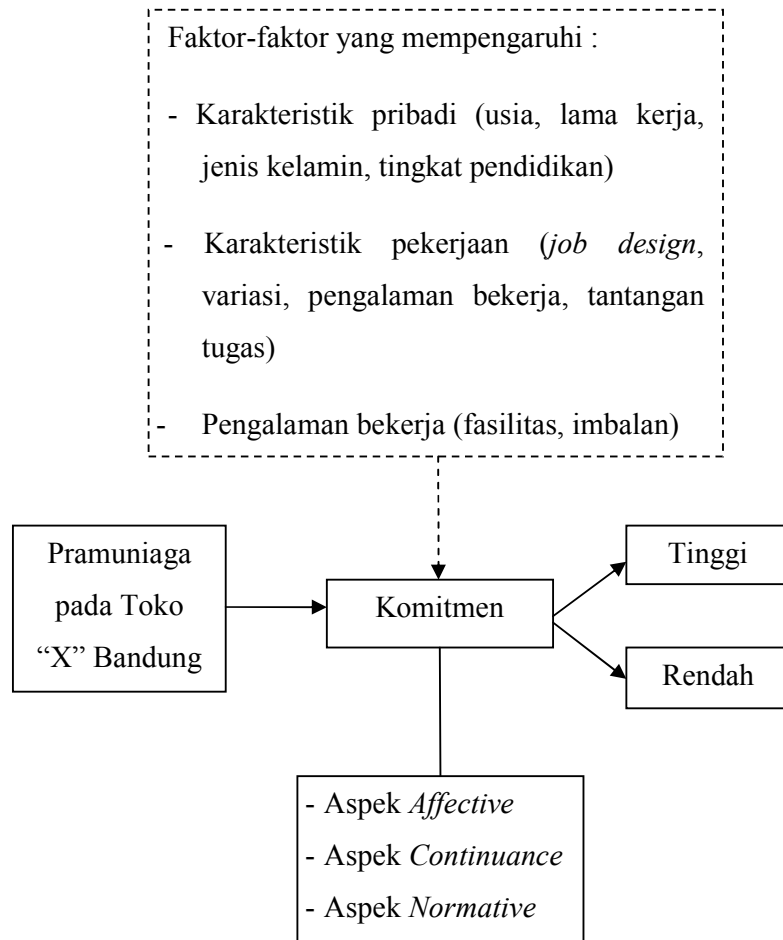 Faktor-faktor yang mempengaruhi :
- Karakteristik pribadi (usia, lama kerja,
jenis kelamin, tingkat pendidikan)
- Karakteristik pekerjaan (job design,
variasi, pengalaman bekerja, tantangan
tugas)
- Pengalaman bekerja (fasilitas, imbalan)
Pramuniaga
pada Toko
“X” Bandung
Komitmen
Tinggi
Rendah
- Aspek Affective
- Aspek Continuance
- Aspek Normative